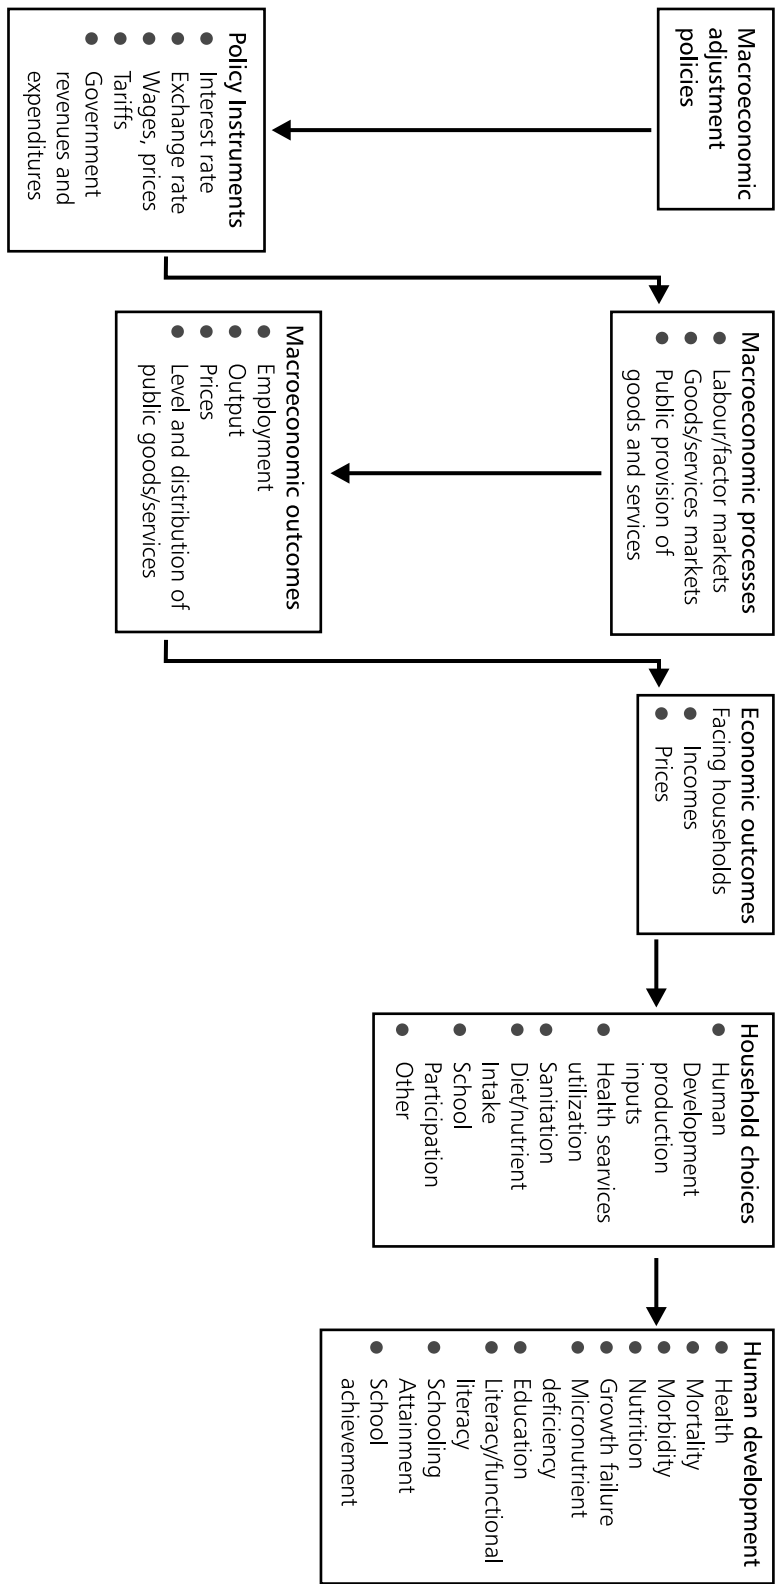 Macroeconomic
adjustment
policies
Policy Instruments
● Interest rate
● Exchange rate
● Wages, prices
● Tariffs
● Government
revenues and
expenditures
Macroeconomic processes
● Labour/factor markets
● Goods/services markets
● Public provision of
goods and services
Macroeconomic outcomes
● Employment
● Output
● Prices
● Level and distribution of
public goods/services
Economic outcomes
Facing households
● Incomes
● Prices
Household choices
● Human
Development
production
inputs
● Health searvices
utilization
● Sanitation
● Diet/nutrient
Intake
● School
Participation
● Other
Human development
● Health
● Mortality
● Morbidity
● Nutrition
● Growth failure
● Micronutrient
deficiency
● Education
● Literacy/functional
literacy
● Schooling
Attainment
● School
achievement